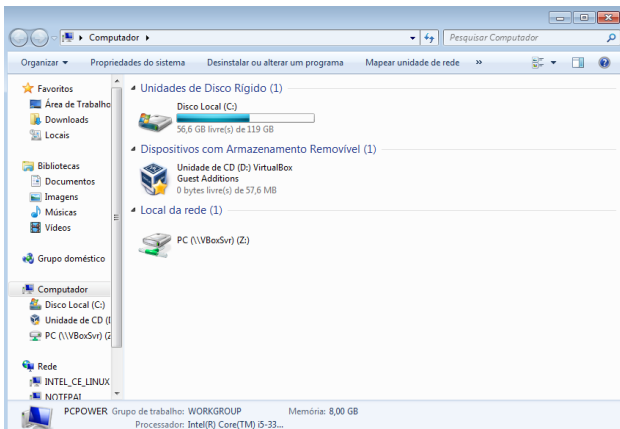 Computador
Pesquisar Computador
Organizar
Propriedades do sistema
Desinstalar ou alterar um programa
Mapear unidade de rede
»
Favoritos
Área de Trabalho
Downloads
Locais
Bibliotecas
Documentos
Imagens
Músicas
Vídeos
Grupo doméstico
Computador
Disco Local (C:)
Unidade de CD (
PC (\\VBoxSvr) (Z
Rede
INTEL_CE_LINUX
NOTEPAI
Unidades de Disco Rígido (1)
Disco Local (C:)
56,6 GB livre(s) de 119 GB
Dispositivos com Armazenamento Removível (1)
Unidade de CD (D:) VirtualBox
Guest Additions
0 bytes livre(s) de 57,6 MB
Local da rede (1)
PC (\\VBoxSvr) (Z:)
PCPOWER Grupo de trabalho: WORKGROUP Memória: 8,00 GB
Processador: Intel(R) Core(TM) i5-33...